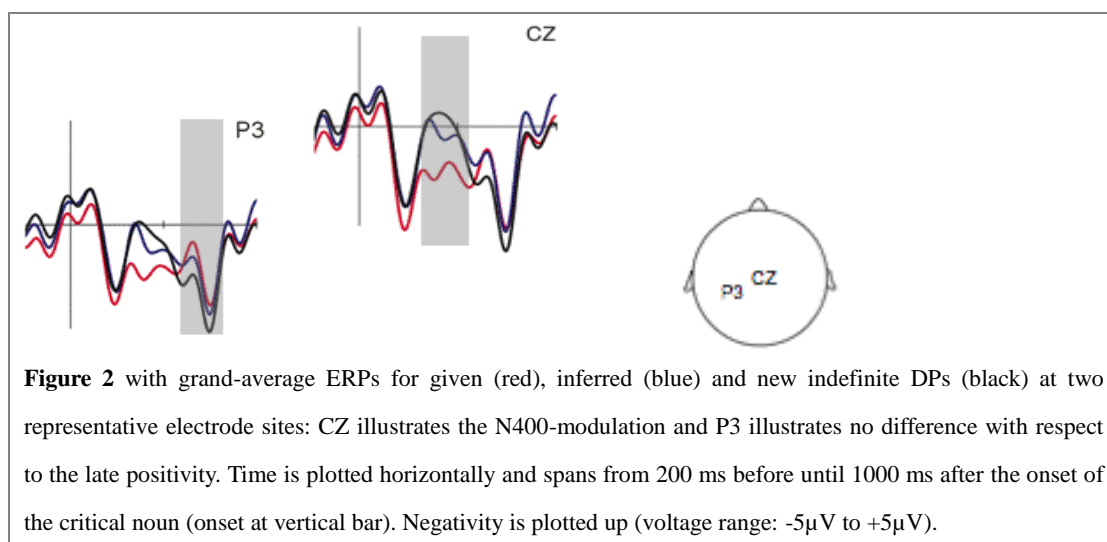 CZ
P3
CZ
P3
Figure 2 with grand-average ERPs for given (red), inferred (blue) and new indefinite DPs (black) at two
representative electrode sites: CZ illustrates the N400-modulation and P3 illustrates no difference with respect
to the late positivity. Time is plotted horizontally and spans from 200 ms before until 1000 ms after the onset of
the critical noun (onset at vertical bar). Negativity is plotted up (voltage range: -5µV to +5µV).